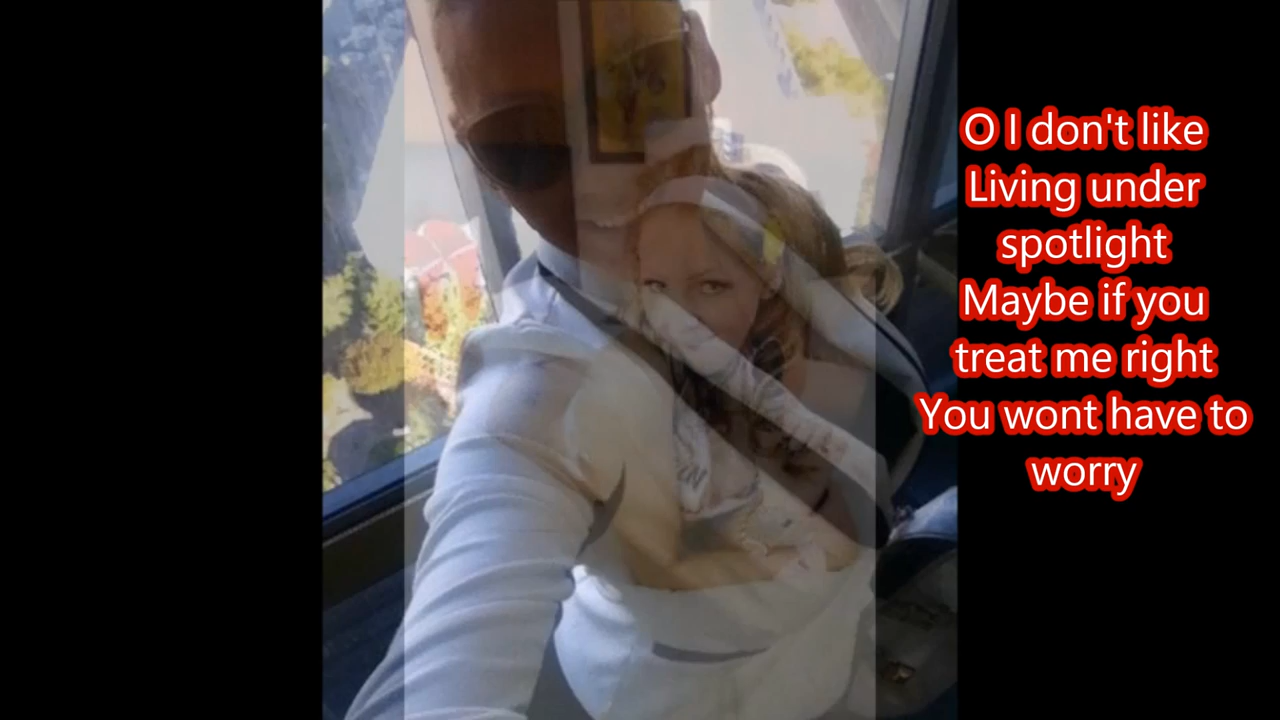 O I don't like
Living under
spotlight
Maybe if you
treat me right
You wont have to
worry